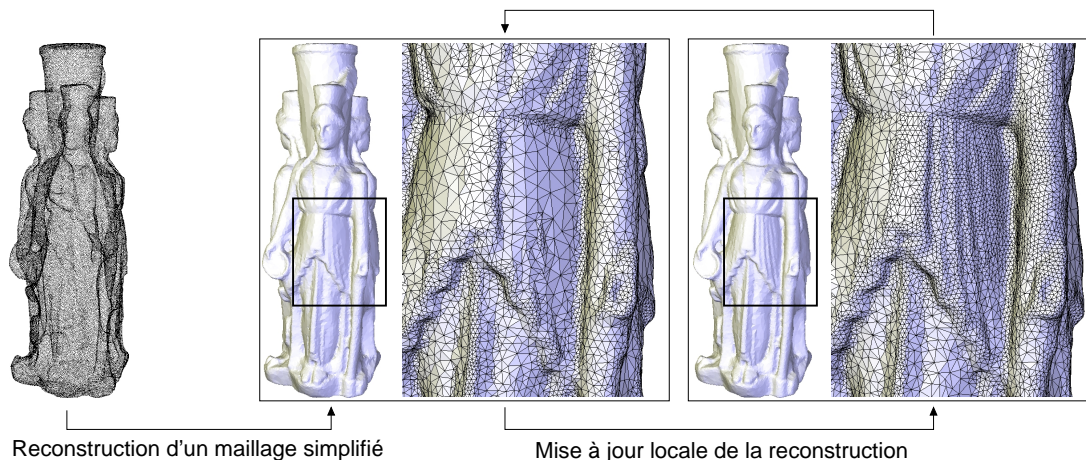 Reconstruction d'un maillage simplifié
Mise à jour locale de la reconstruction